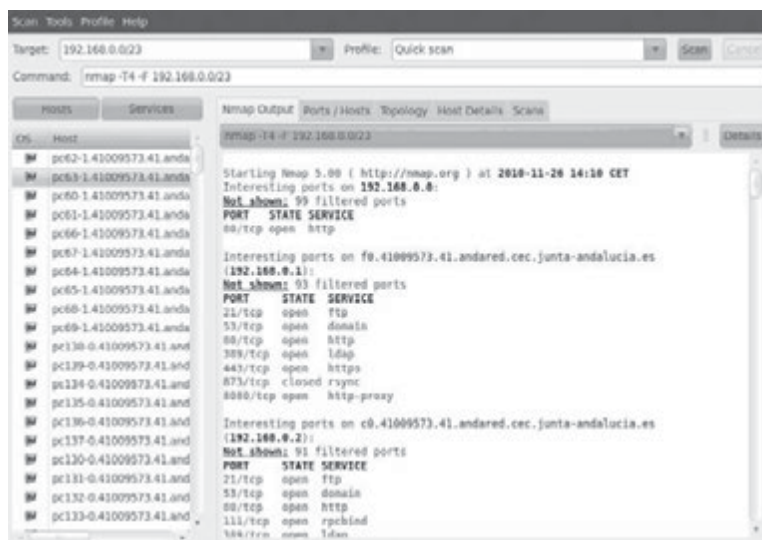 Scan Tools Profile Help
Target: 192.168.0.0/23 Profile: Quick scan Scan Cancel
Command: nmap -T4 -F 192.168.0.0/23
Hosts Services Nmap Output Ports / Hosts Topology Host Details Scans
OS Host
nmap -T4 -F 192.168.0.0/23 Details
pc62-1.41009573.41.anda
pc63-1.41009573.41.anda
pc60-1.41009573.41.anda
pc61-1.41009573.41.anda
pc66-1.41009573.41.anda
pc67-1.41009573.41.anda
pc64-1.41009573.41.anda
pc65-1.41009573.41.anda
pc68-1.41009573.41.anda
pc69-1.41009573.41.anda
pc138-0.41009573.41.and
pc139-0.41009573.41.and
pc134-0.41009573.41.and
pc135-0.41009573.41.and
pc136-0.41009573.41.and
pc137-0.41009573.41.and
pc130-0.41009573.41.and
pc131-0.41009573.41.and
pc132-0.41009573.41.and
pc133-0.41009573.41.and
Starting Nmap 5.00 ( http://nmap.org ) at 2010-11-26 14:10 CET
Interesting ports on 192.168.0.0:
Not shown: 99 filtered ports
PORT STATE SERVICE
80/tcp open http
Interesting ports on f0.41009573.41.andared.cec.junta-andalucia.es
(192.168.0.1):
Not shown: 93 filtered ports
PORT STATE SERVICE
21/tcp open ftp
53/tcp open domain
80/tcp open http
389/tcp open ldap
443/tcp open https
873/tcp closed rsync
8080/tcp open http-proxy
Interesting ports on c0.41009573.41.andared.cec.junta-andalucia.es
(192.168.0.2):
Not shown: 91 filtered ports
PORT STATE SERVICE
21/tcp open ftp
53/tcp open domain
80/tcp open http
111/tcp open rpcbind
389/tcp open ldap